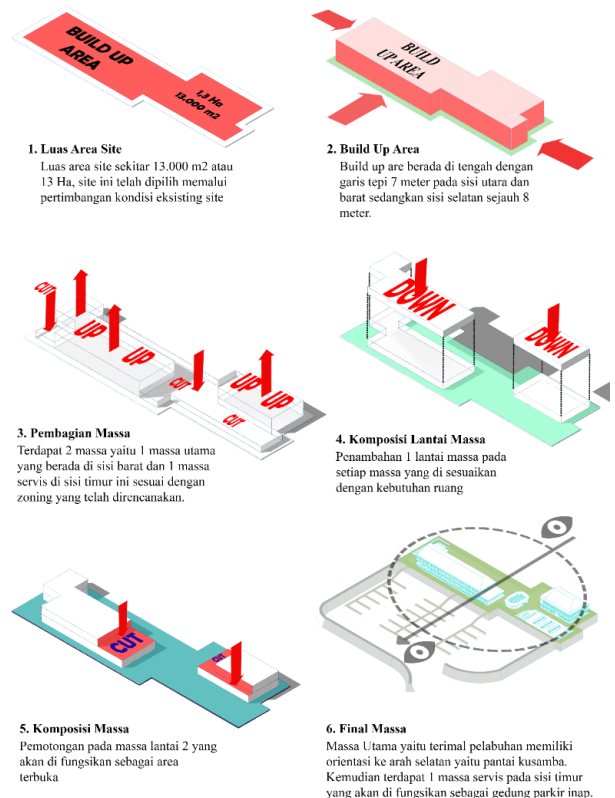 BUILD UP
AREA
1,3 Ha
13.000 m2
1. Luas Area Site
Luas area site sekitar 13.000 m2 atau
13 Ha, site ini telah dipilih memalui
pertimbangan kondisi eksisting site
BUILD
UP AREA
2. Build Up Area
Build up are berada di tengah dengan
garis tepi 7 meter pada sisi utara dan
barat sedangkan sisi selatan sejauh 8
meter.
CUT
UP
UP
CUT
UP UP
CUT
3. Pembagian Massa
Terdapat 2 massa yaitu 1 massa utama
yang berada di sisi barat dan 1 massa
servis di sisi timur ini sesuai dengan
zoning yang telah direncanakan.
DOWN
DOWN
4. Komposisi Lantai Massa
Penambahan 1 lantai massa pada
setiap massa yang di sesuaikan
dengan kebutuhan ruang
CUT
CUT
5. Komposisi Massa
Pemotongan pada massa lantai 2 yang
akan di fungsikan sebagai area
terbuka
6. Final Massa
Massa Utama yaitu terimal pelabuhan memiliki
orientasi ke arah selatan yaitu pantai kusamba.
Kemudian terdapat 1 massa servis pada sisi timur
yang akan di fungsikan sebagai gedung parkir inap.